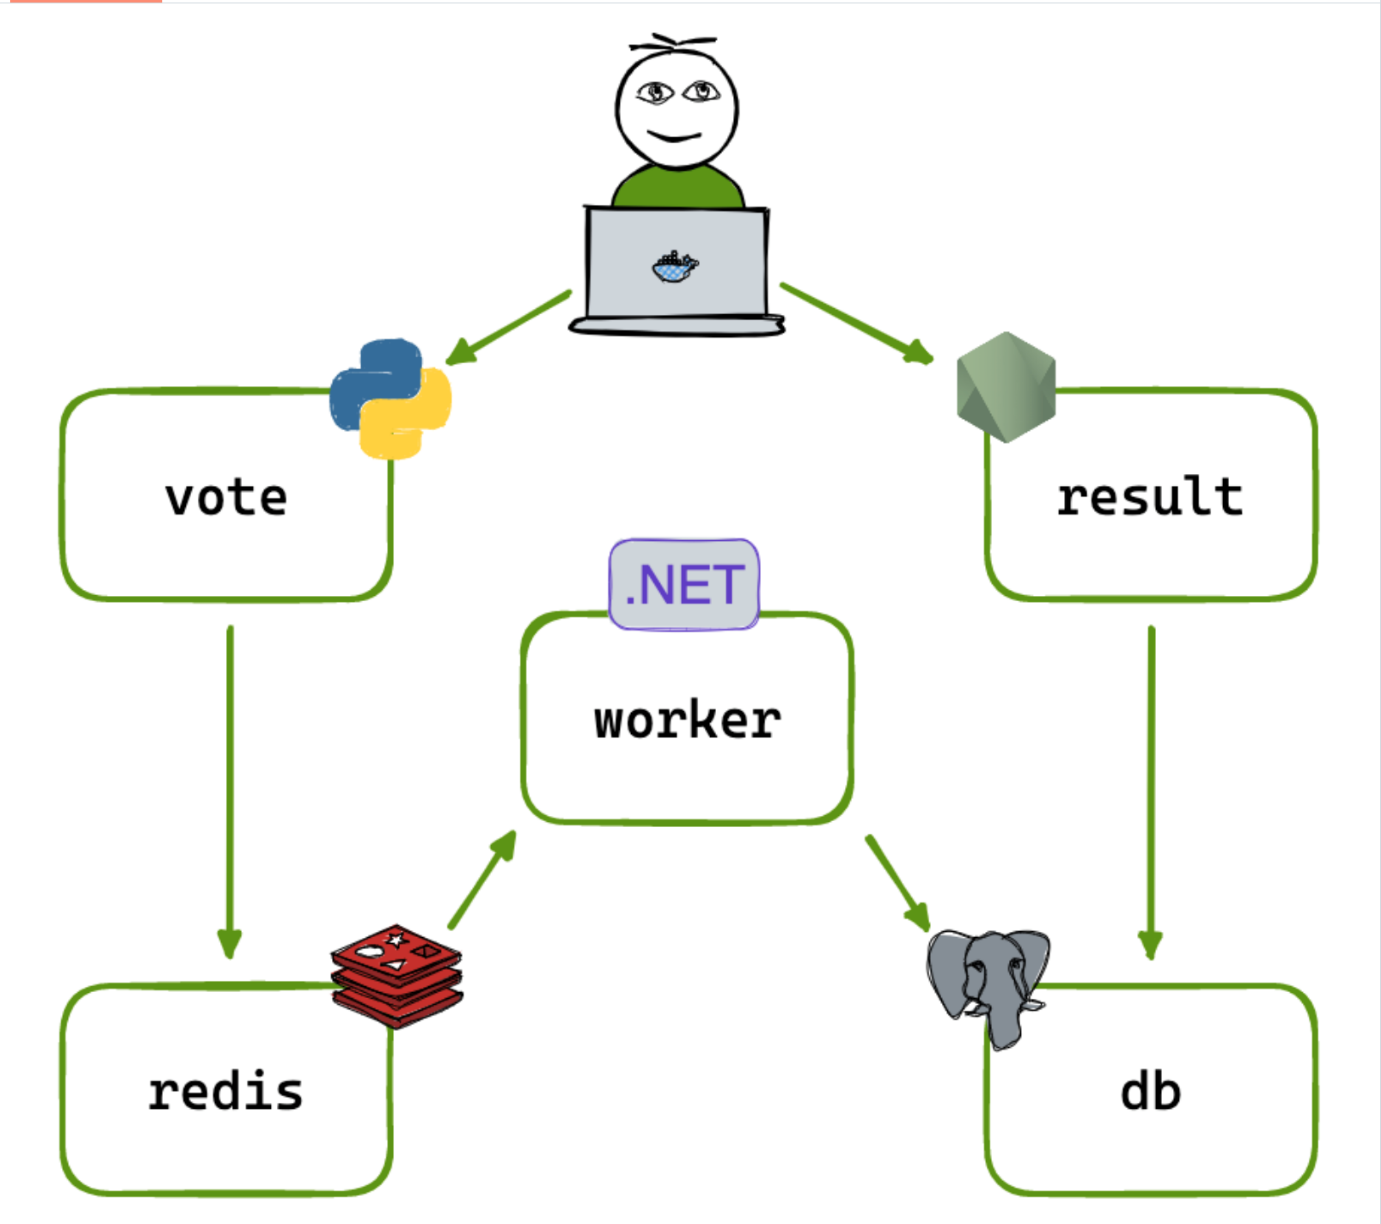 vote
result
.NET
worker
redis
db